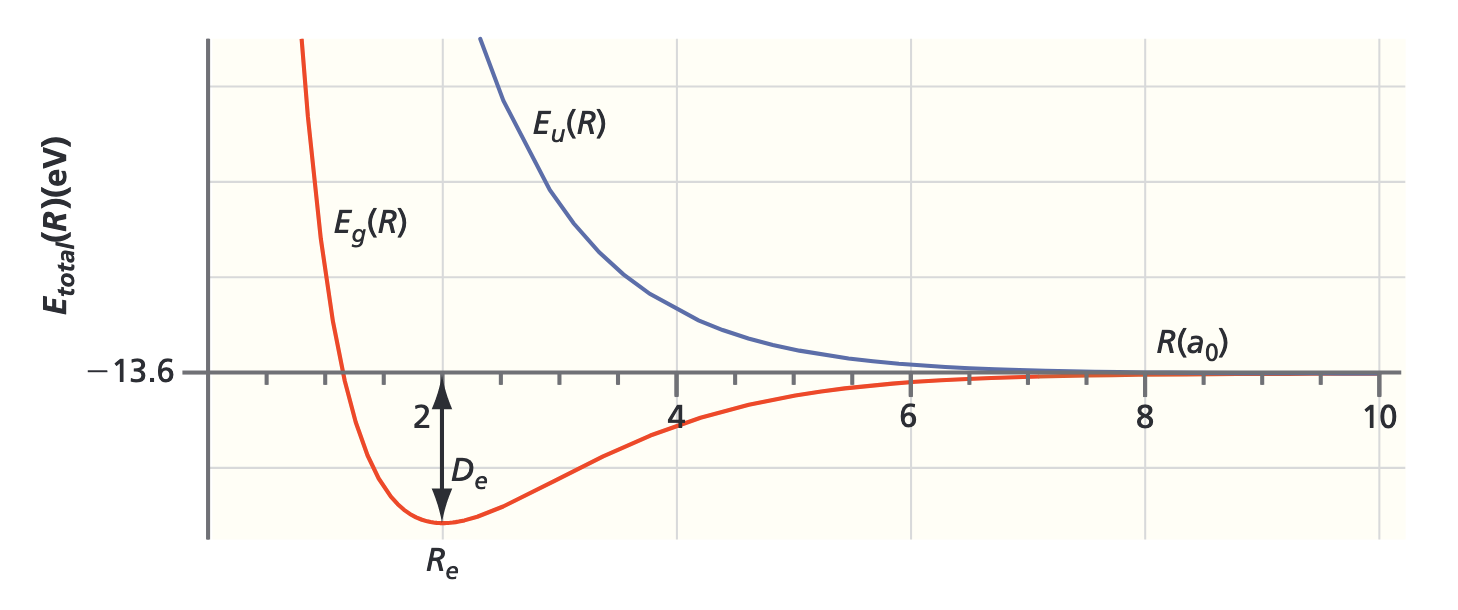 E_total(R)(eV)
E_u(R)
E_g(R)
R(a_0)
−13.6
2
4
6
8
10
D_e
R_e